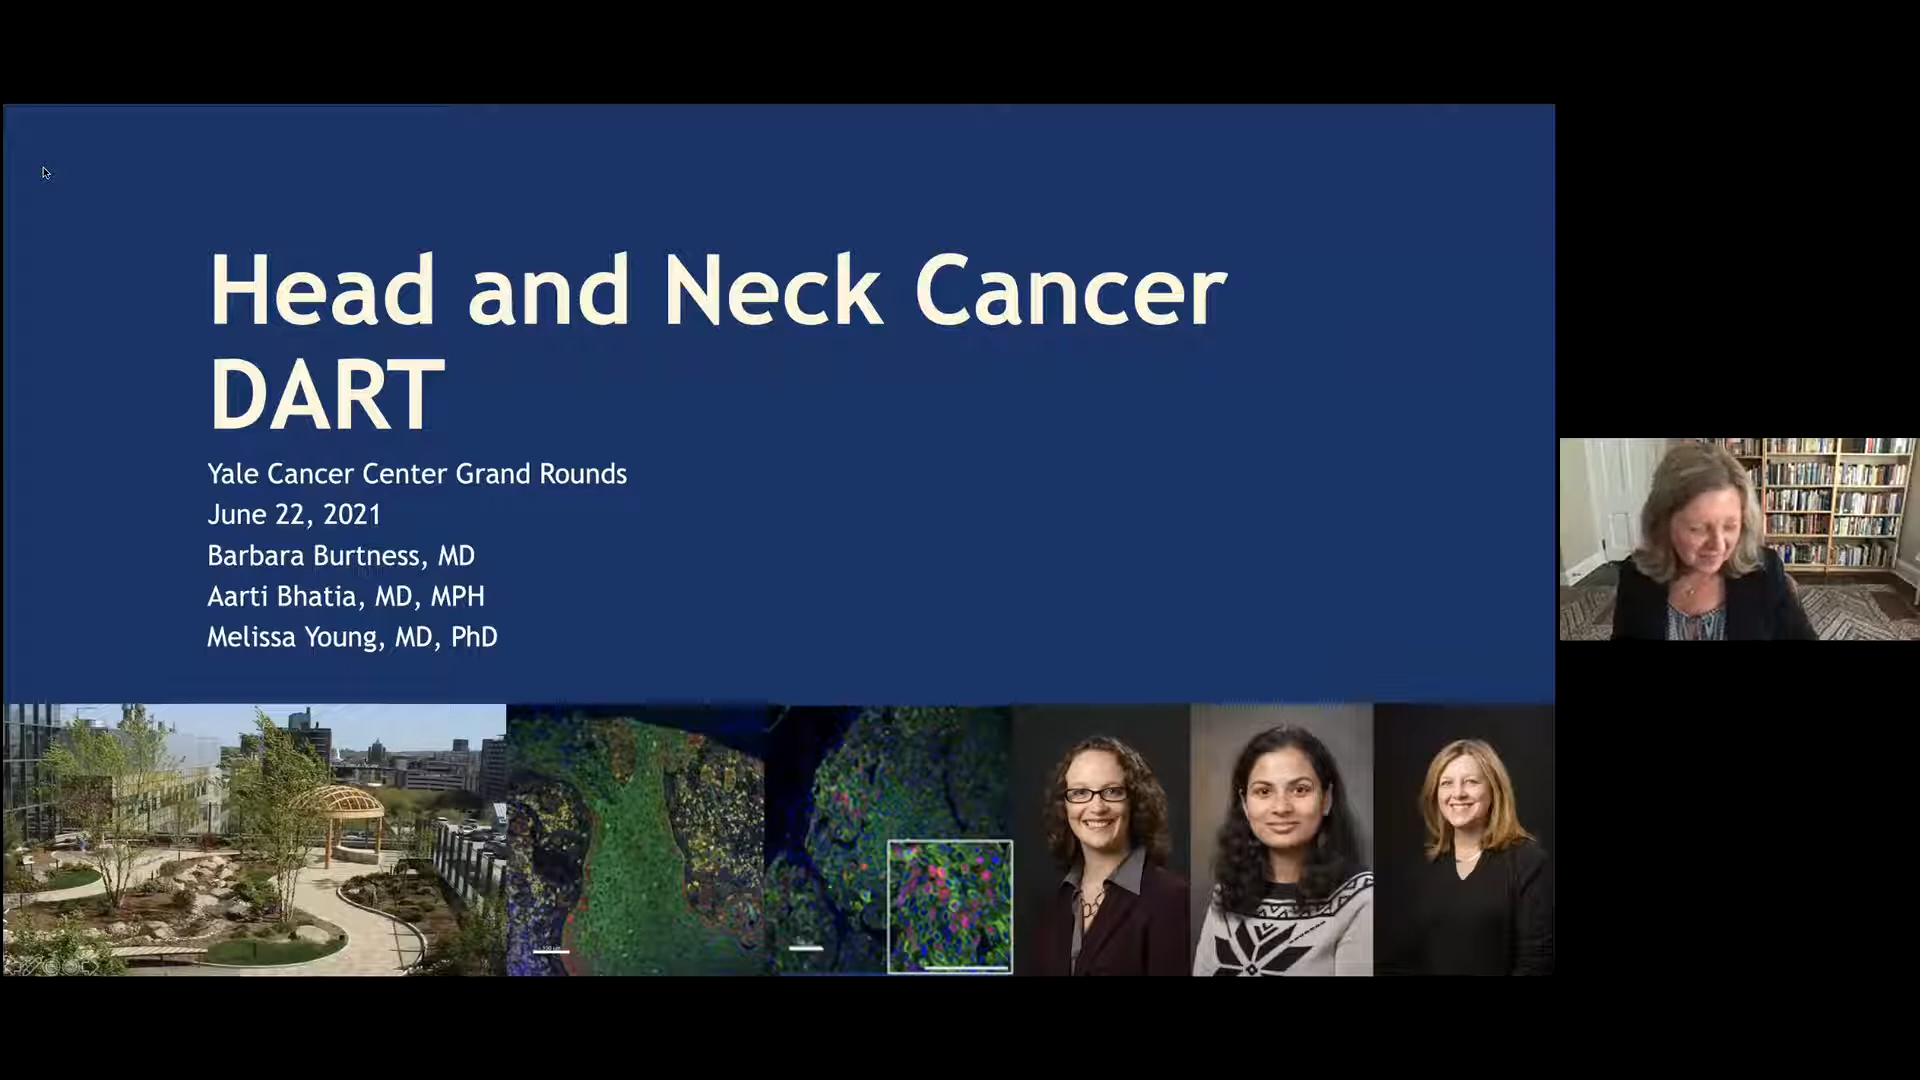 Head and Neck Cancer
DART
Yale Cancer Center Grand Rounds
June 22, 2021
Barbara Burtness, MD
Aarti Bhatia, MD, MPH
Melissa Young, MD, PhD